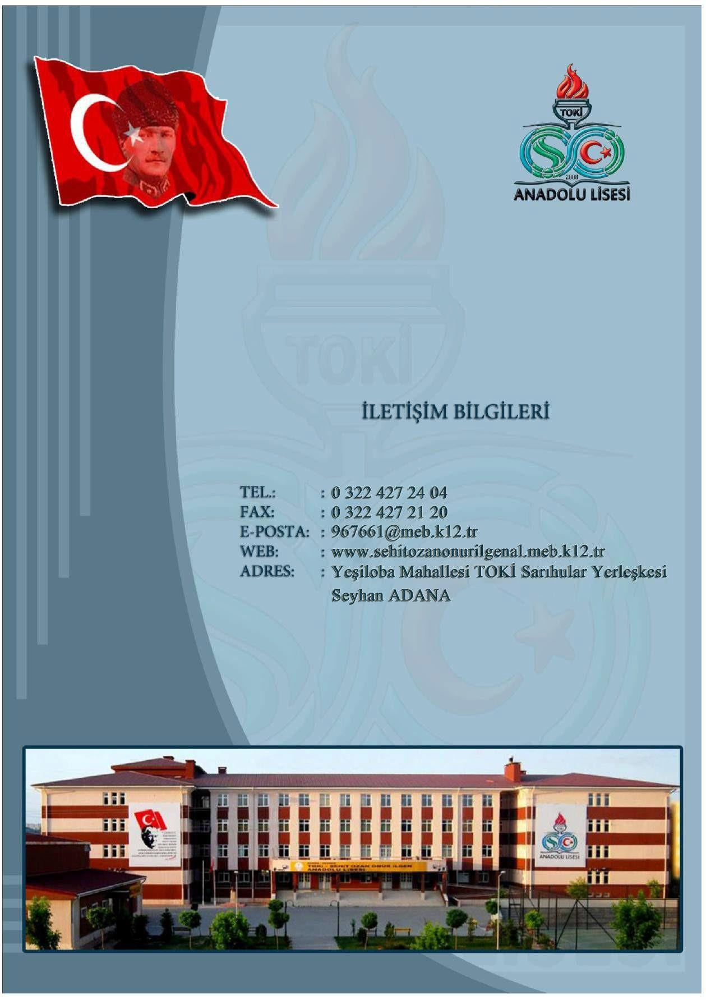 TOKİ
2008
ANADOLU LİSESİ
TOKİ
İLETİŞİM BİLGİLERİ
TEL.: : 0 322 427 24 04
FAX: : 0 322 427 21 20
E-POSTA: : 967661@meb.k12.tr
WEB: : www.sehitozanonurilgenal.meb.k12.tr
ADRES: : Yeşiloba Mahallesi TOKİ Sarıhular Yerleşkesi
Seyhan ADANA
ANADOLU LİSESİ
TOKİ - ŞEHİT OZAN ONUR İLGEN
ANADOLU LİSESİ